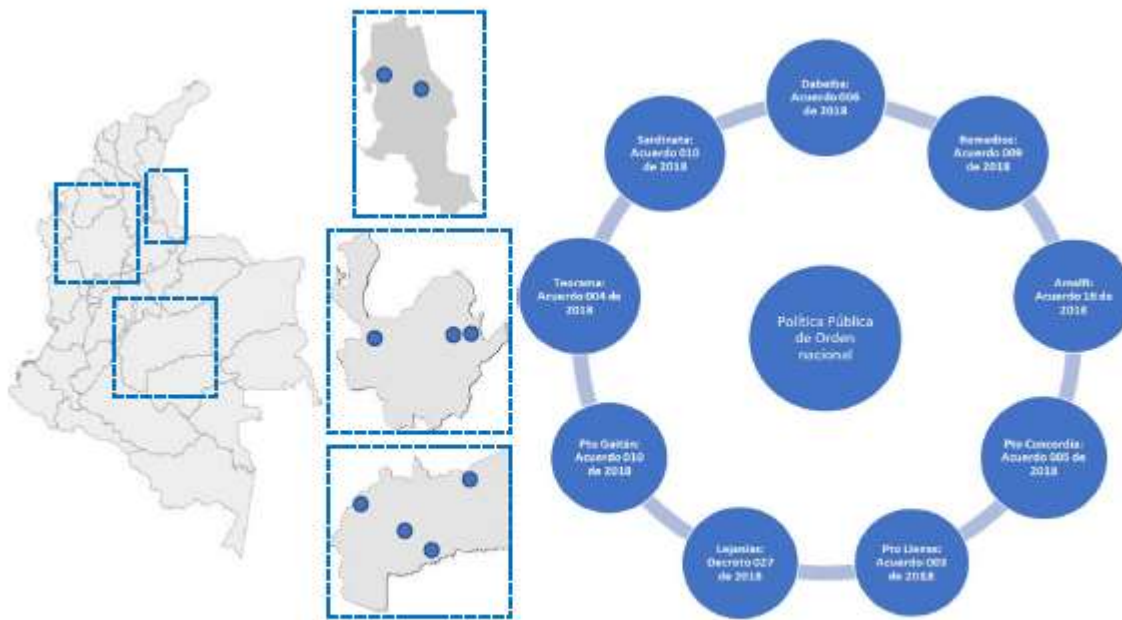 Dabeiba:
Acuerdo 006
de 2018
Remedios:
Acuerdo 009
de 2018
Amalfi:
Acuerdo 18 de
2018
Pto Concordia:
Acuerdo 005 de
2018
Pto Lleras:
Acuerdo 003
de 2018
Lejanías:
Decreto 027
de 2018
Pto Gaitán:
Acuerdo 010
de 2018
Teorama:
Acuerdo 004 de
2018
Sardinata:
Acuerdo 010
de 2018
Política Pública
de Orden
nacional